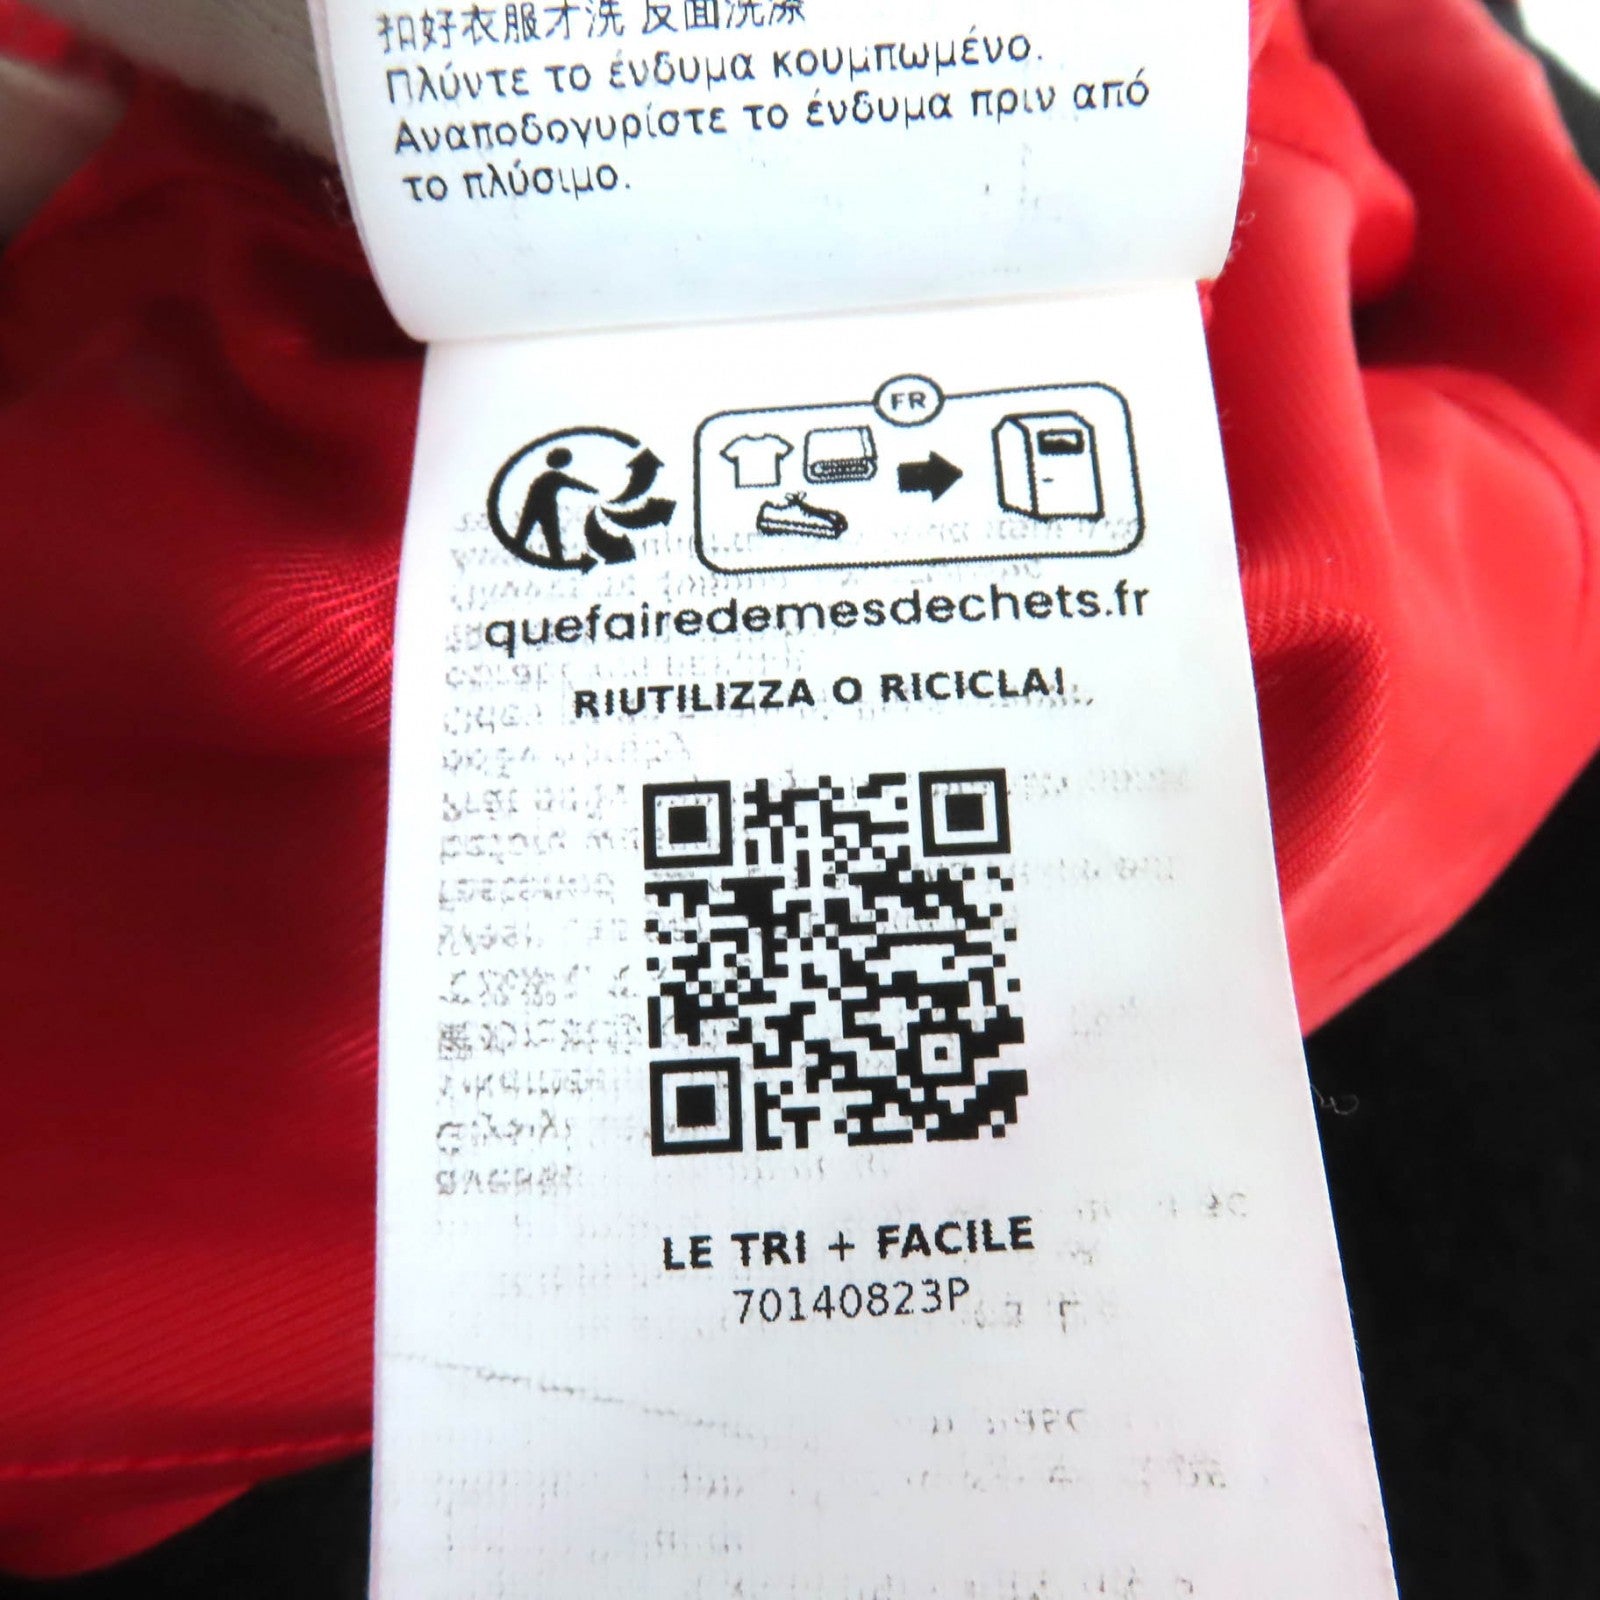 扣好衣服才洗 反面洗滌
Πλύντε το ένδυμα κουμπωμένο.
Αναποδογυρίστε το ένδυμα πριν από
το πλύσιμο.
FR
quefairedemesdechets.fr
RIUTILIZZA O RICICLA!
LE TRI + FACILE
70140823P